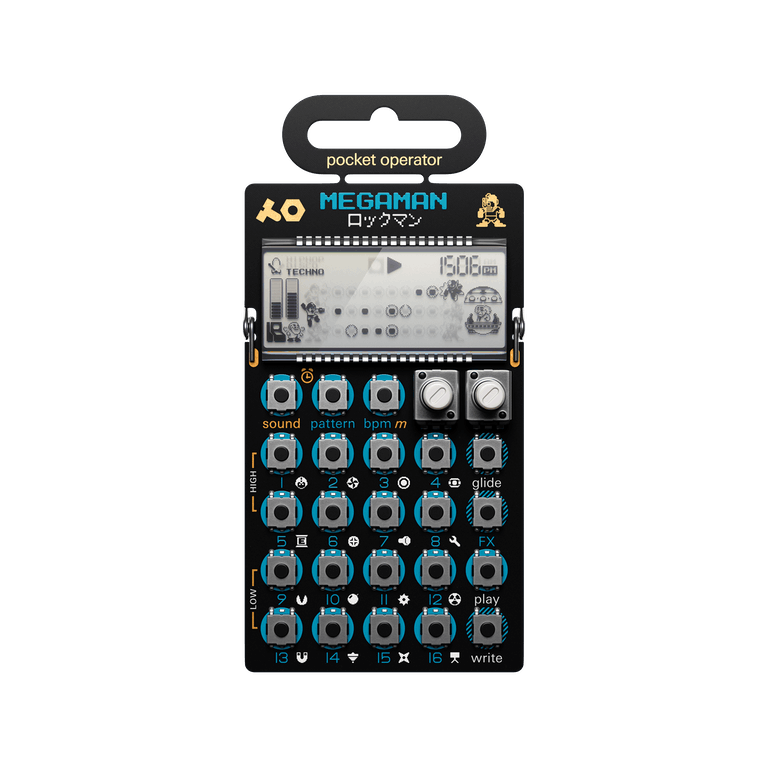 pocket operator
MEGAMAN
ロックマン
TECHNO
sound pattern bpm m
HIGH
1 2 3 4 glide
5 6 7 8 FX
LOW
9 10 11 12 play
13 14 15 16 write